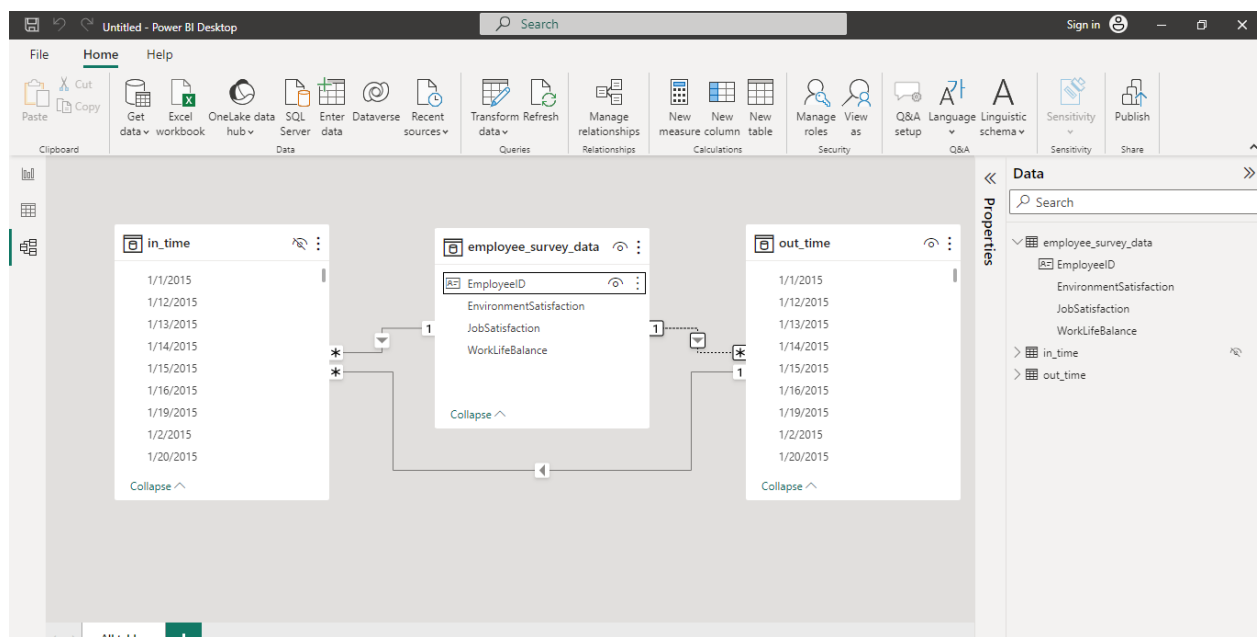 Untitled - Power BI Desktop
Search
Sign in
File Home Help
Paste
Cut
Copy
Get data
Excel workbook
OneLake data hub
SQL Server
Enter data
Dataverse
Recent sources
Transform data
Refresh
Manage relationships
New measure
New column
New table
Manage roles
View as
Q&A setup
Language
Linguistic schema
Sensitivity
Publish
Clipboard
Data
Queries
Relationships
Calculations
Security
Q&A
Sensitivity
Share
in_time
1/1/2015
1/12/2015
1/13/2015
1/14/2015
1/15/2015
1/16/2015
1/19/2015
1/2/2015
1/20/2015
Collapse
*
*
1
employee_survey_data
EmployeeID
EnvironmentSatisfaction
JobSatisfaction
WorkLifeBalance
Collapse
1
*
1
out_time
1/1/2015
1/12/2015
1/13/2015
1/14/2015
1/15/2015
1/16/2015
1/19/2015
1/2/2015
1/20/2015
Collapse
Properties
Data
Search
employee_survey_data
EmployeeID
EnvironmentSatisfaction
JobSatisfaction
WorkLifeBalance
in_time
out_time